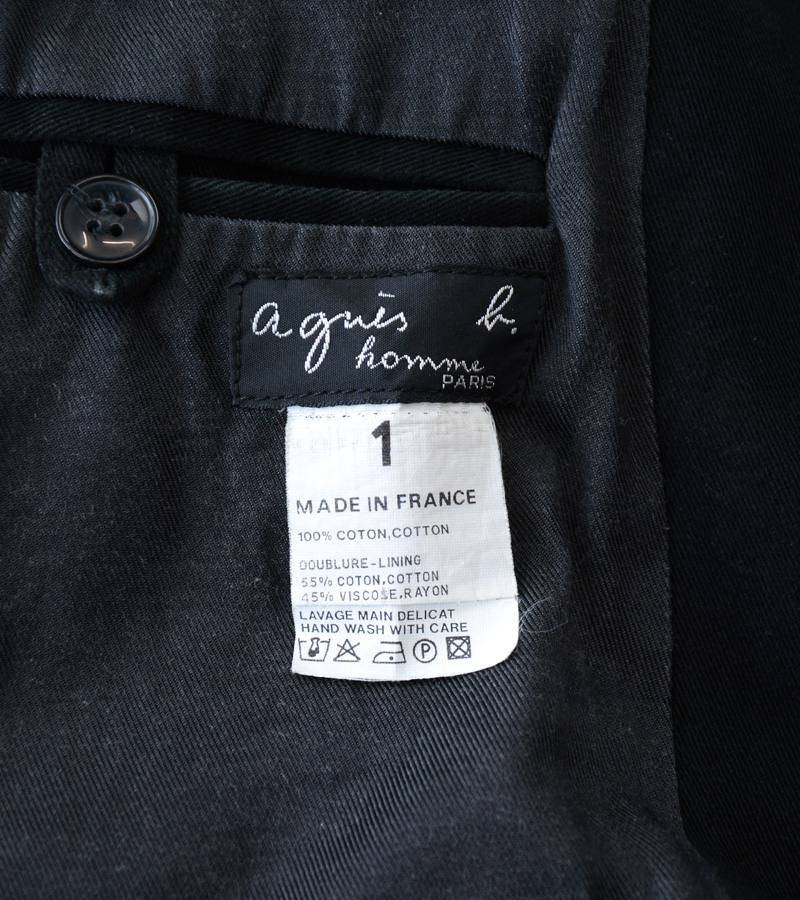 agnès b.
homme
PARIS
1
MADE IN FRANCE
100% COTON,COTTON
DOUBLURE-LINING
55% COTON,COTTON
45% VISCOSE,RAYON
LAVAGE MAIN DELICAT
HAND WASH WITH CARE
P